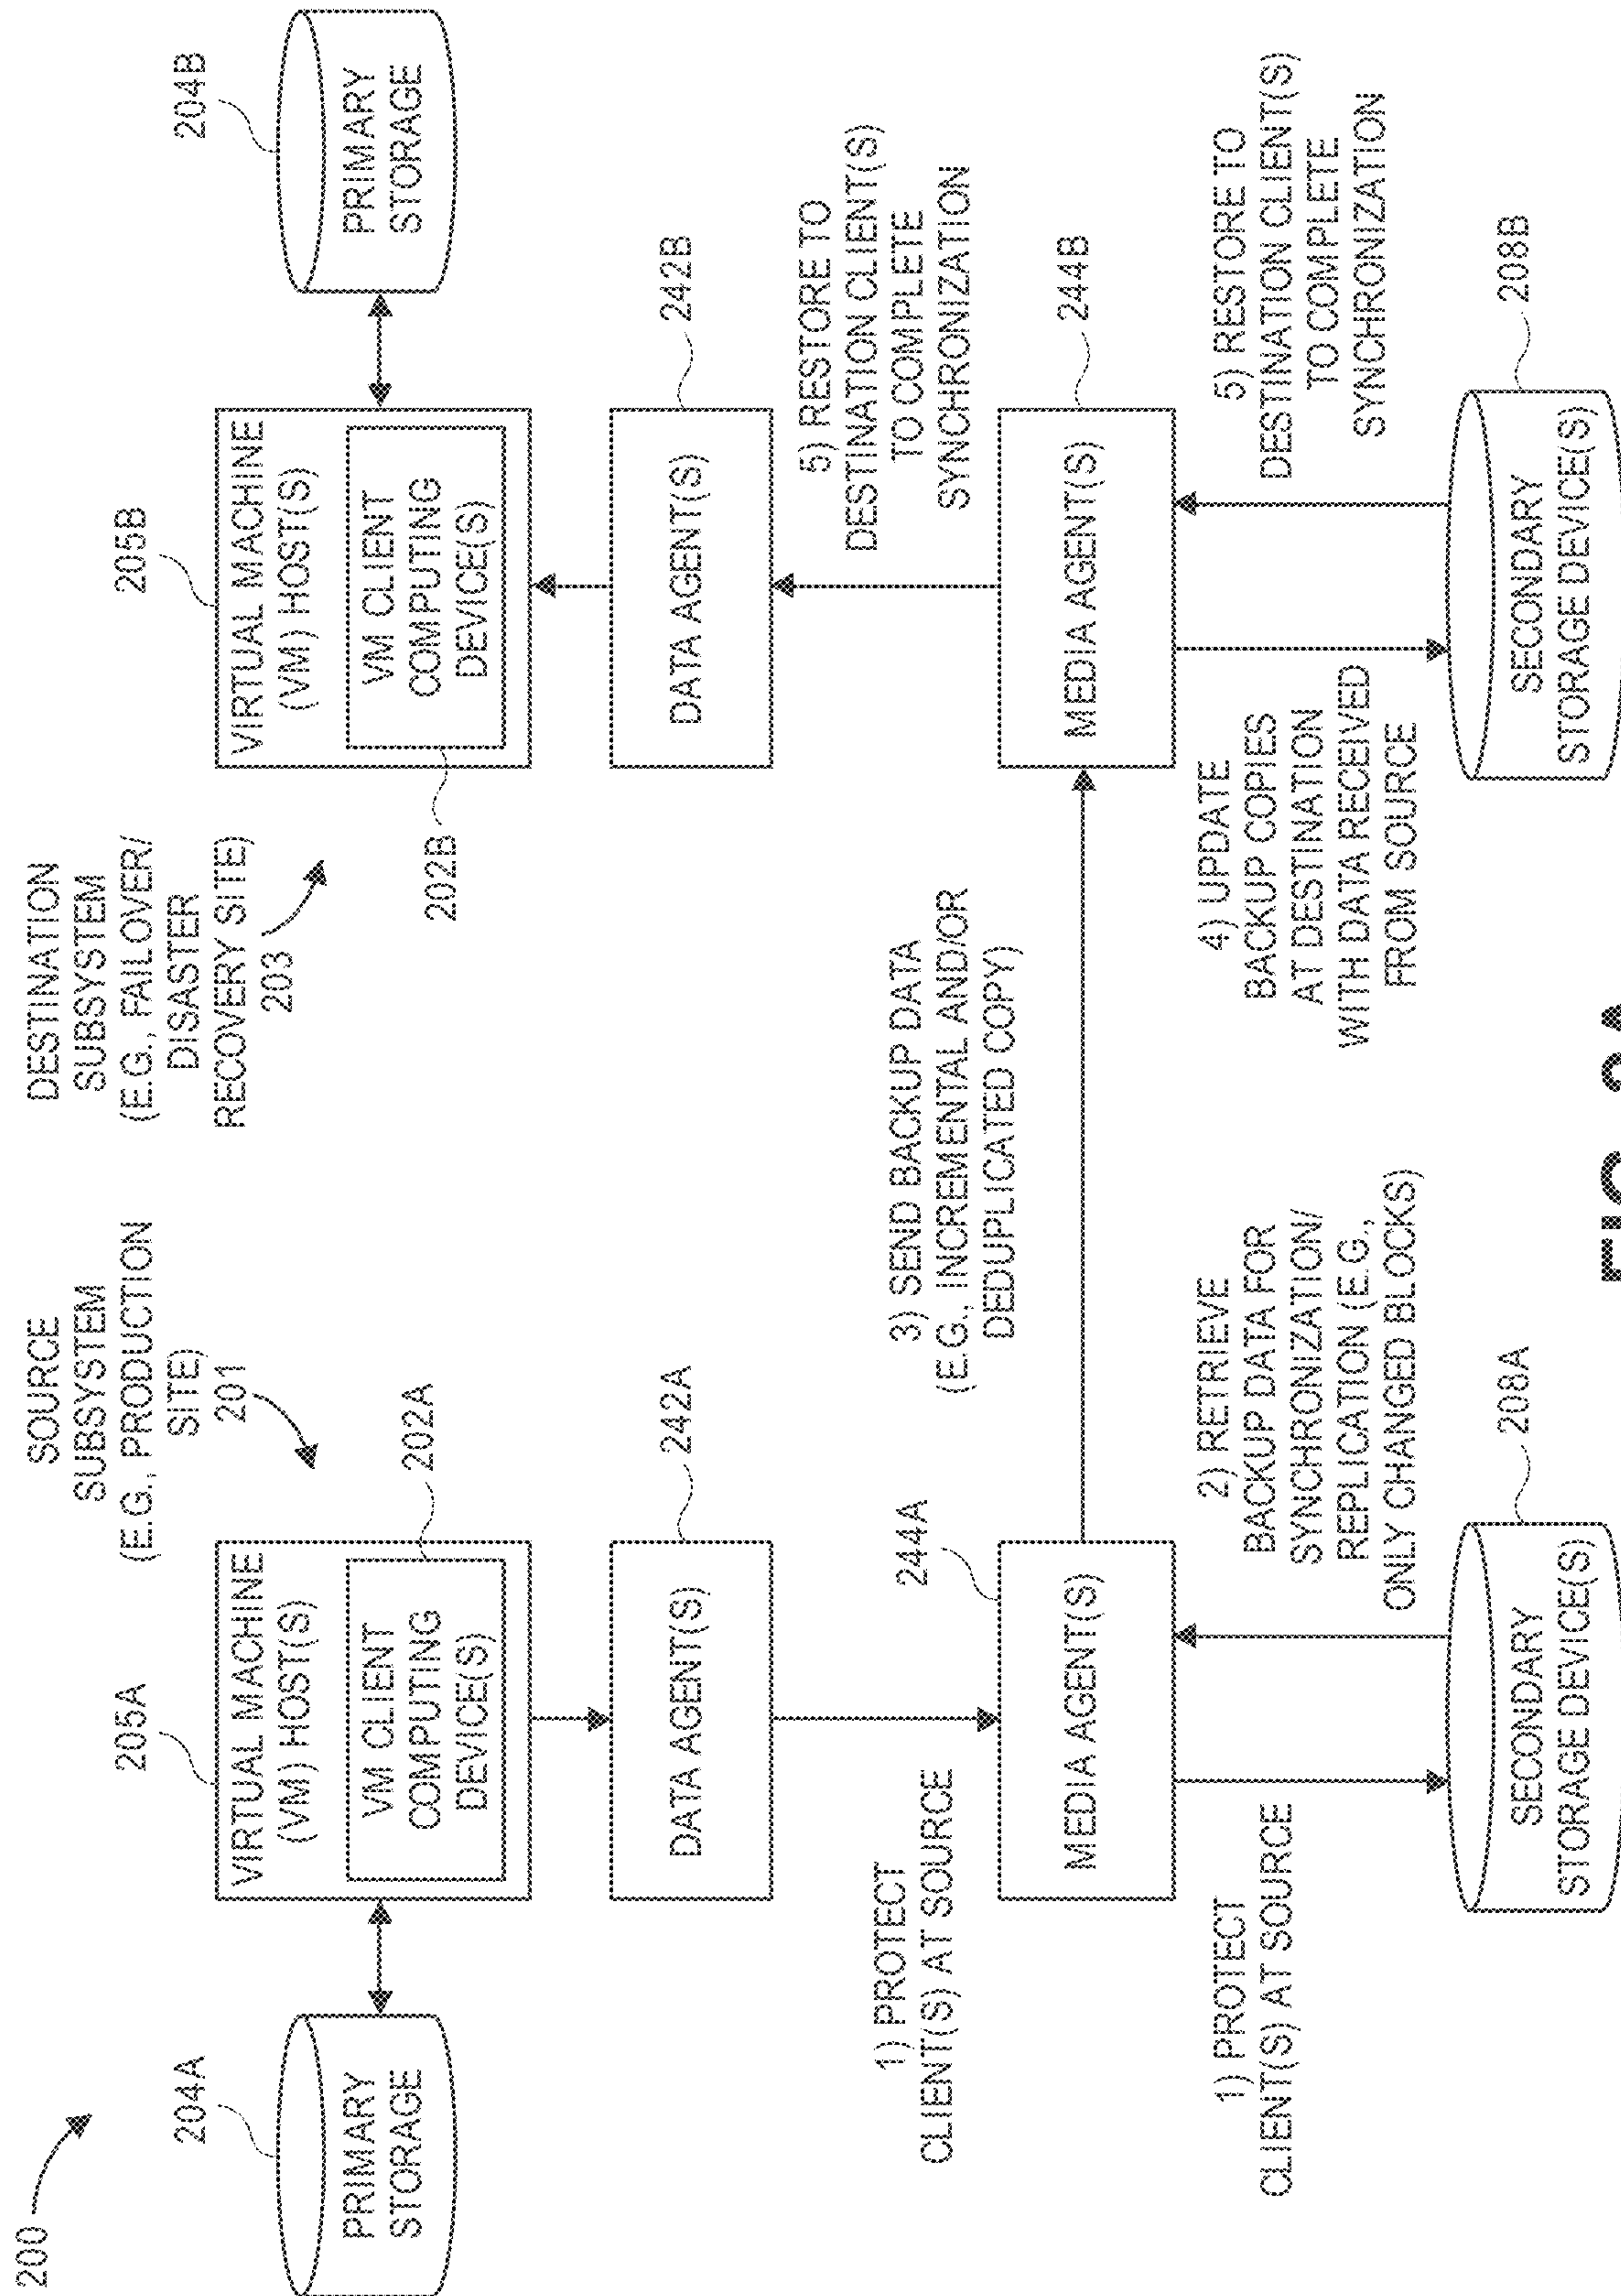 200
SOURCE
SUBSYSTEM
(E.G., PRODUCTION
SITE)
201
DESTINATION
SUBSYSTEM
(E.G., FAILOVER/
DISASTER
RECOVERY SITE)
203
204A
PRIMARY
STORAGE
205A
VIRTUAL MACHINE
(VM) HOST(S)
VM CLIENT
COMPUTING
DEVICE(S)
202A
205B
VIRTUAL MACHINE
(VM) HOST(S)
VM CLIENT
COMPUTING
DEVICE(S)
202B
204B
PRIMARY
STORAGE
DATA AGENT(S)
242A
DATA AGENT(S)
242B
1) PROTECT
CLIENT(S) AT SOURCE
3) SEND BACKUP DATA
(E.G., INCREMENTAL AND/OR
DEDUPLICATED COPY)
5) RESTORE TO
DESTINATION CLIENT(S)
TO COMPLETE
SYNCHRONIZATION
244A
MEDIA AGENT(S)
MEDIA AGENT(S)
244B
1) PROTECT
CLIENT(S) AT SOURCE
2) RETRIEVE
BACKUP DATA FOR
SYNCHRONIZATION/
REPLICATION (E.G.,
ONLY CHANGED BLOCKS)
4) UPDATE
BACKUP COPIES
AT DESTINATION
WITH DATA RECEIVED
FROM SOURCE
5) RESTORE TO
DESTINATION CLIENT(S)
TO COMPLETE
SYNCHRONIZATION
SECONDARY
STORAGE DEVICE(S)
208A
SECONDARY
STORAGE DEVICE(S)
208B